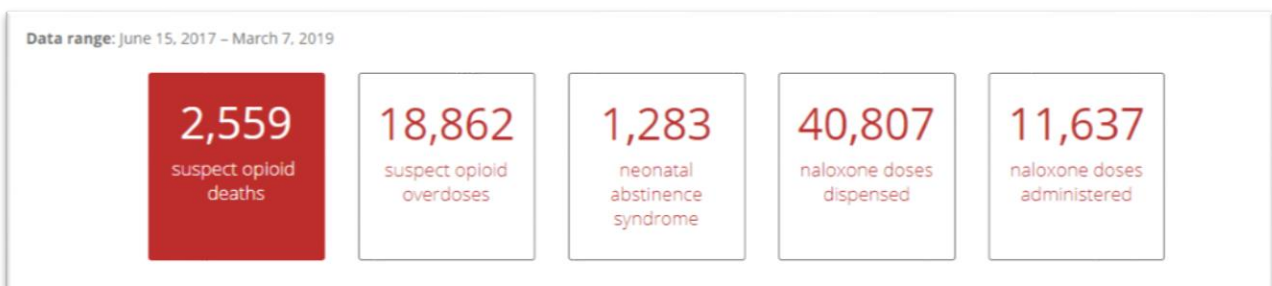 Data range: June 15, 2017 – March 7, 2019
2,559
suspect opioid
deaths
18,862
suspect opioid
overdoses
1,283
neonatal
abstinence
syndrome
40,807
naloxone doses
dispensed
11,637
naloxone doses
administered